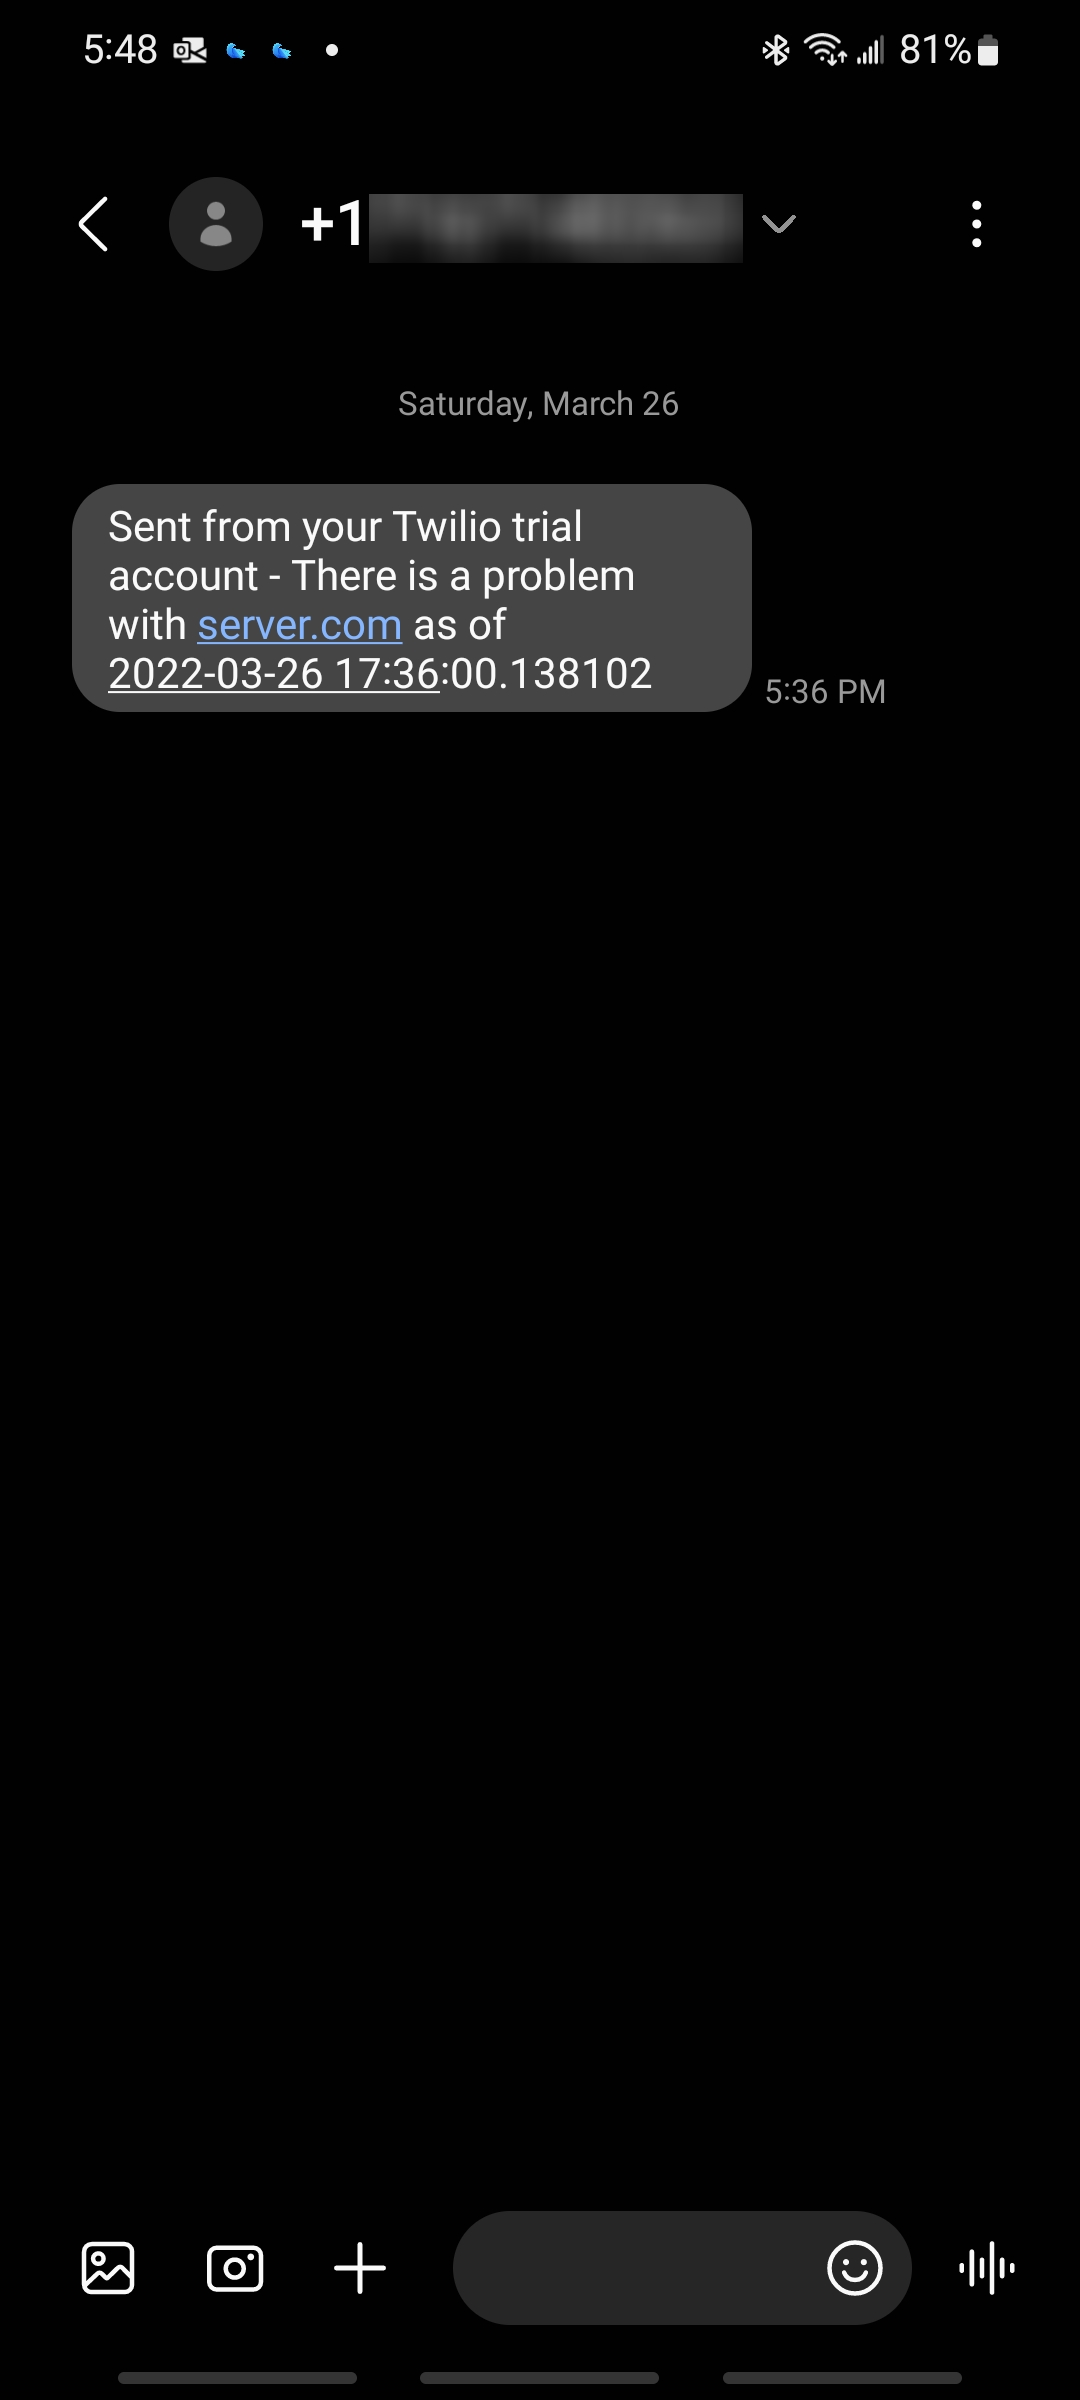 5:48
81%
+1
Saturday, March 26
Sent from your Twilio trial
account - There is a problem
with server.com as of
2022-03-26 17:36:00.138102
5:36 PM